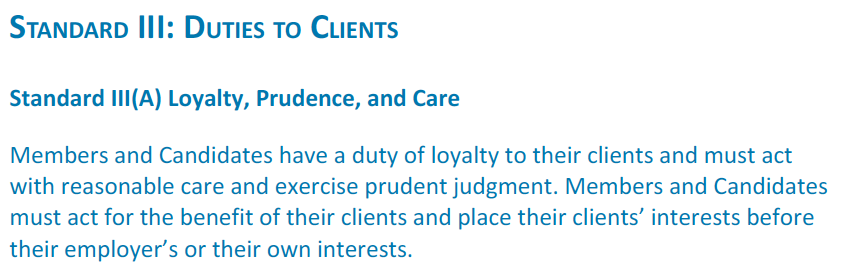 STANDARD III: DUTIES TO CLIENTS
Standard III(A) Loyalty, Prudence, and Care
Members and Candidates have a duty of loyalty to their clients and must act
with reasonable care and exercise prudent judgment. Members and Candidates
must act for the benefit of their clients and place their clients’ interests before
their employer’s or their own interests.